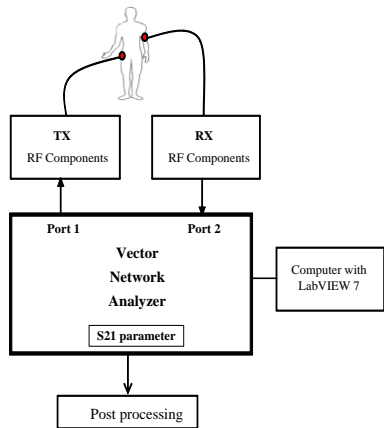 TX
RF Components
RX
RF Components
Port 1
Port 2
Vector
Network
Analyzer
S21 parameter
Computer with
LabVIEW 7
Post processing